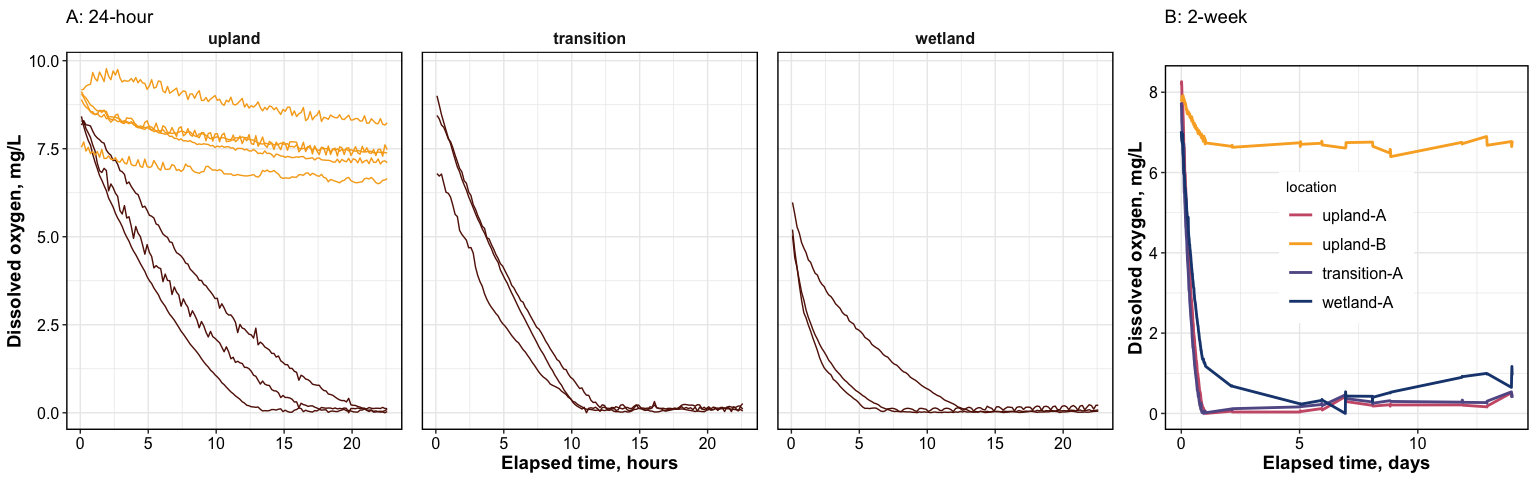 A: 24-hour
upland
transition
wetland
Dissolved oxygen, mg/L
10.0
7.5
5.0
2.5
0.0
0 5 10 15 20
0 5 10 15 20
0 5 10 15 20
Elapsed time, hours
B: 2-week
Dissolved oxygen, mg/L
8
6
4
2
0
location
upland-A
upland-B
transition-A
wetland-A
0 5 10
Elapsed time, days